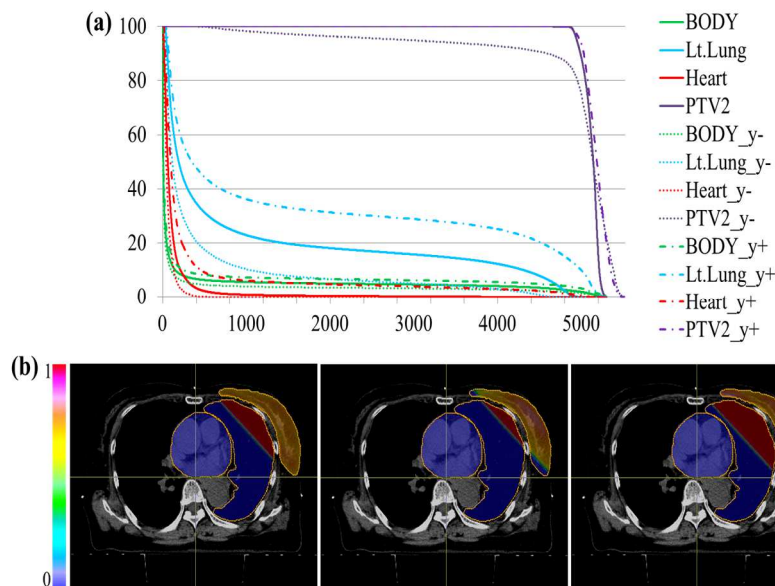 (a)
100
80
60
40
20
0
0
1000
2000
3000
4000
5000
BODY
Lt.Lung
Heart
PTV2
BODY_y-
Lt.Lung_y-
Heart_y-
PTV2_y-
BODY_y+
Lt.Lung_y+
Heart_y+
PTV2_y+
(b)
1
0